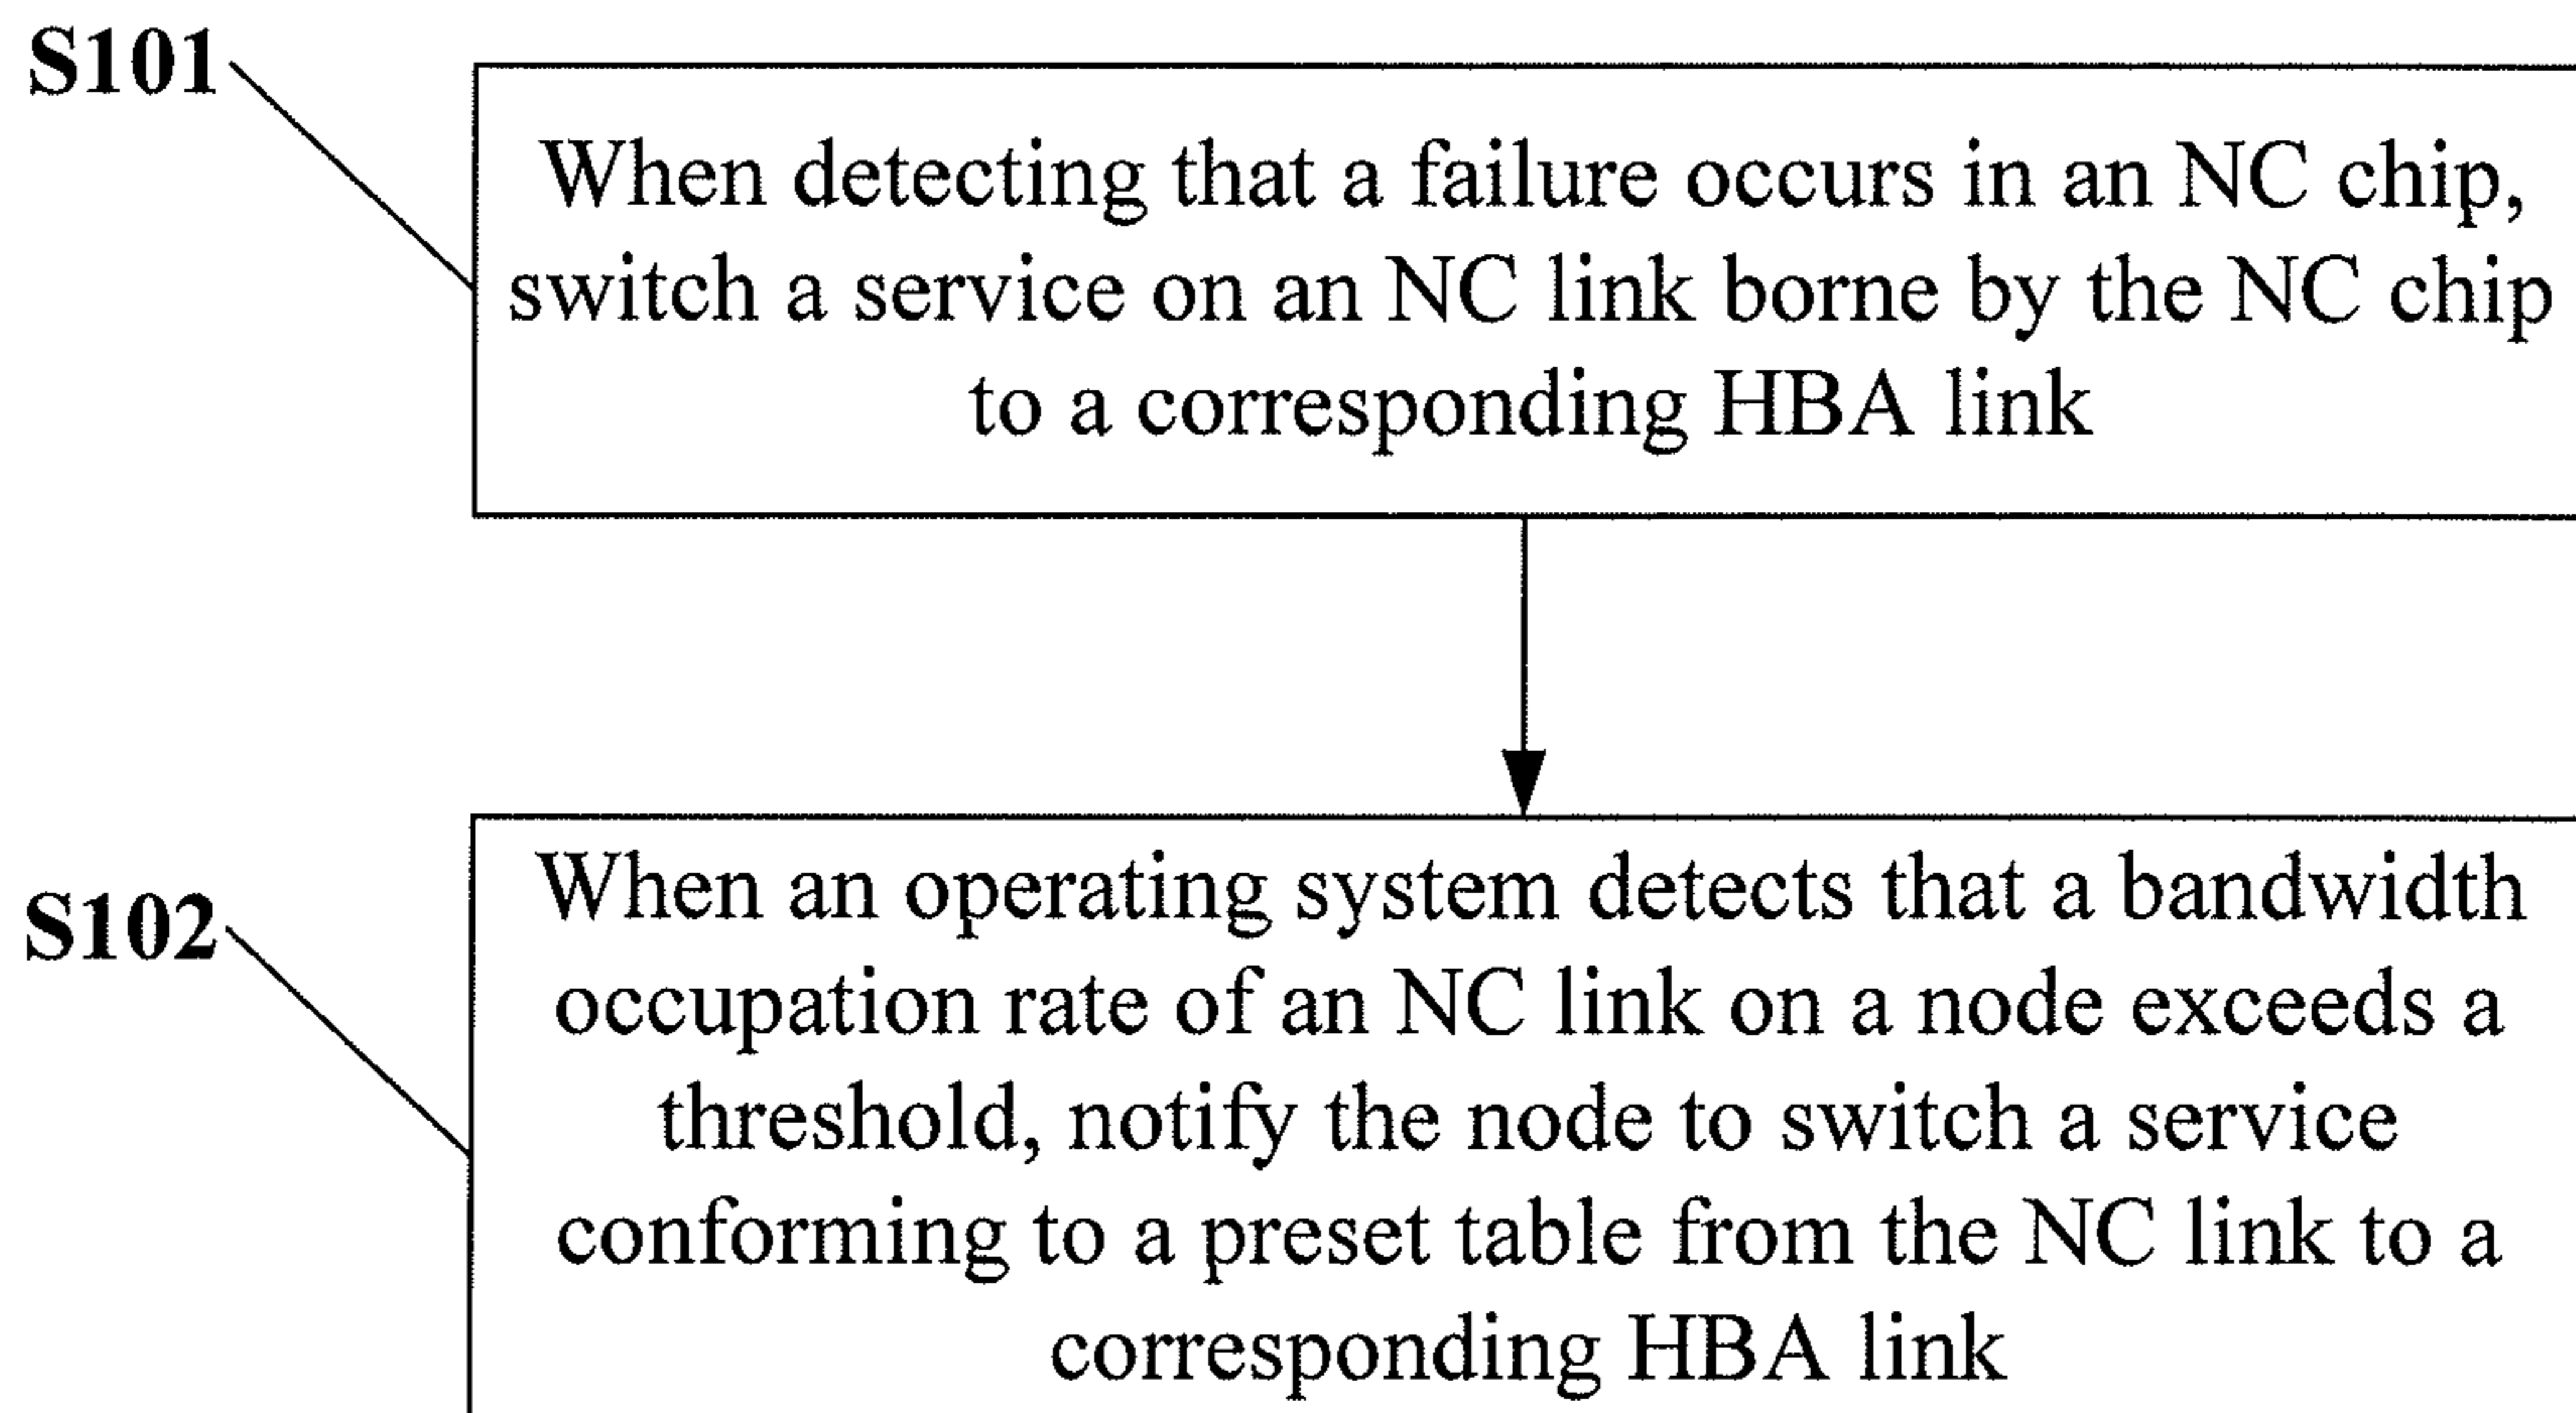 S101
When detecting that a failure occurs in an NC chip,
switch a service on an NC link borne by the NC chip
to a corresponding HBA link
S102
When an operating system detects that a bandwidth
occupation rate of an NC link on a node exceeds a
threshold, notify the node to switch a service
conforming to a preset table from the NC link to a
corresponding HBA link